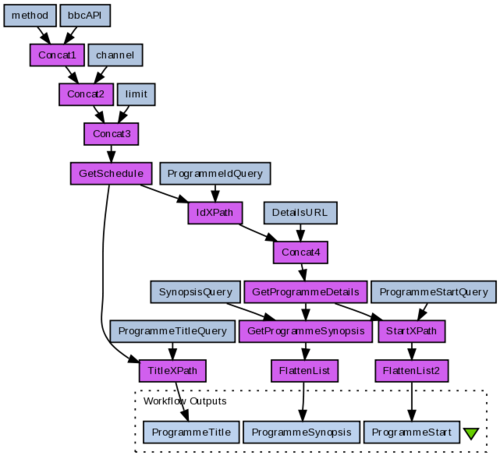 method
bbcAPI
Concat1
channel
Concat2
limit
Concat3
GetSchedule
ProgrammeIdQuery
IdXPath
DetailsURL
Concat4
SynopsisQuery
GetProgrammeDetails
ProgrammeStartQuery
ProgrammeTitleQuery
GetProgrammeSynopsis
StartXPath
TitleXPath
FlattenList
FlattenList2
Workflow Outputs
ProgrammeTitle
ProgrammeSynopsis
ProgrammeStart